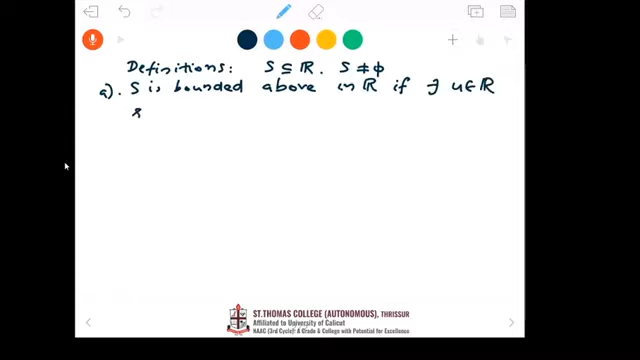 Definitions: S ⊆ ℝ. S ≠ ϕ
a). S is bounded above in ℝ if ∃ u ∈ ℝ
ST.THOMAS COLLEGE (AUTONOMOUS), THRISSUR
Affiliated to University of Calicut
NAAC (3rd Cycle): A Grade & College with Potential for Excellence